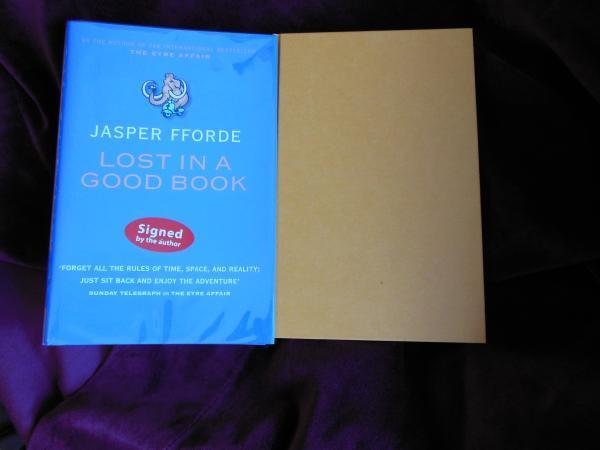 BY THE AUTHOR OF THE INTERNATIONAL BESTSELLER
THE EYRE AFFAIR
JASPER FFORDE
LOST IN A
GOOD BOOK
Signed
by the author
'FORGET ALL THE RULES OF TIME, SPACE, AND REALITY;
JUST SIT BACK AND ENJOY THE ADVENTURE'
SUNDAY TELEGRAPH on THE EYRE AFFAIR